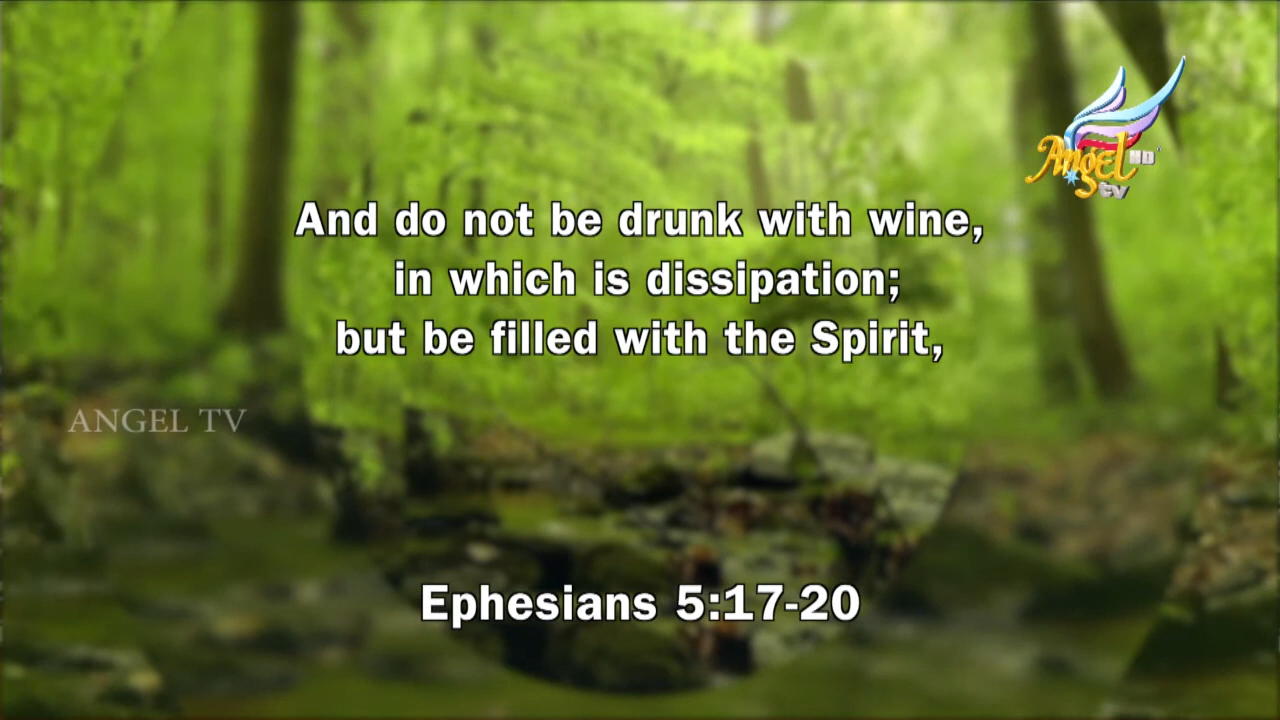 Angel HD
tv
And do not be drunk with wine,
in which is dissipation;
but be filled with the Spirit,
ANGEL TV
Ephesians 5:17-20